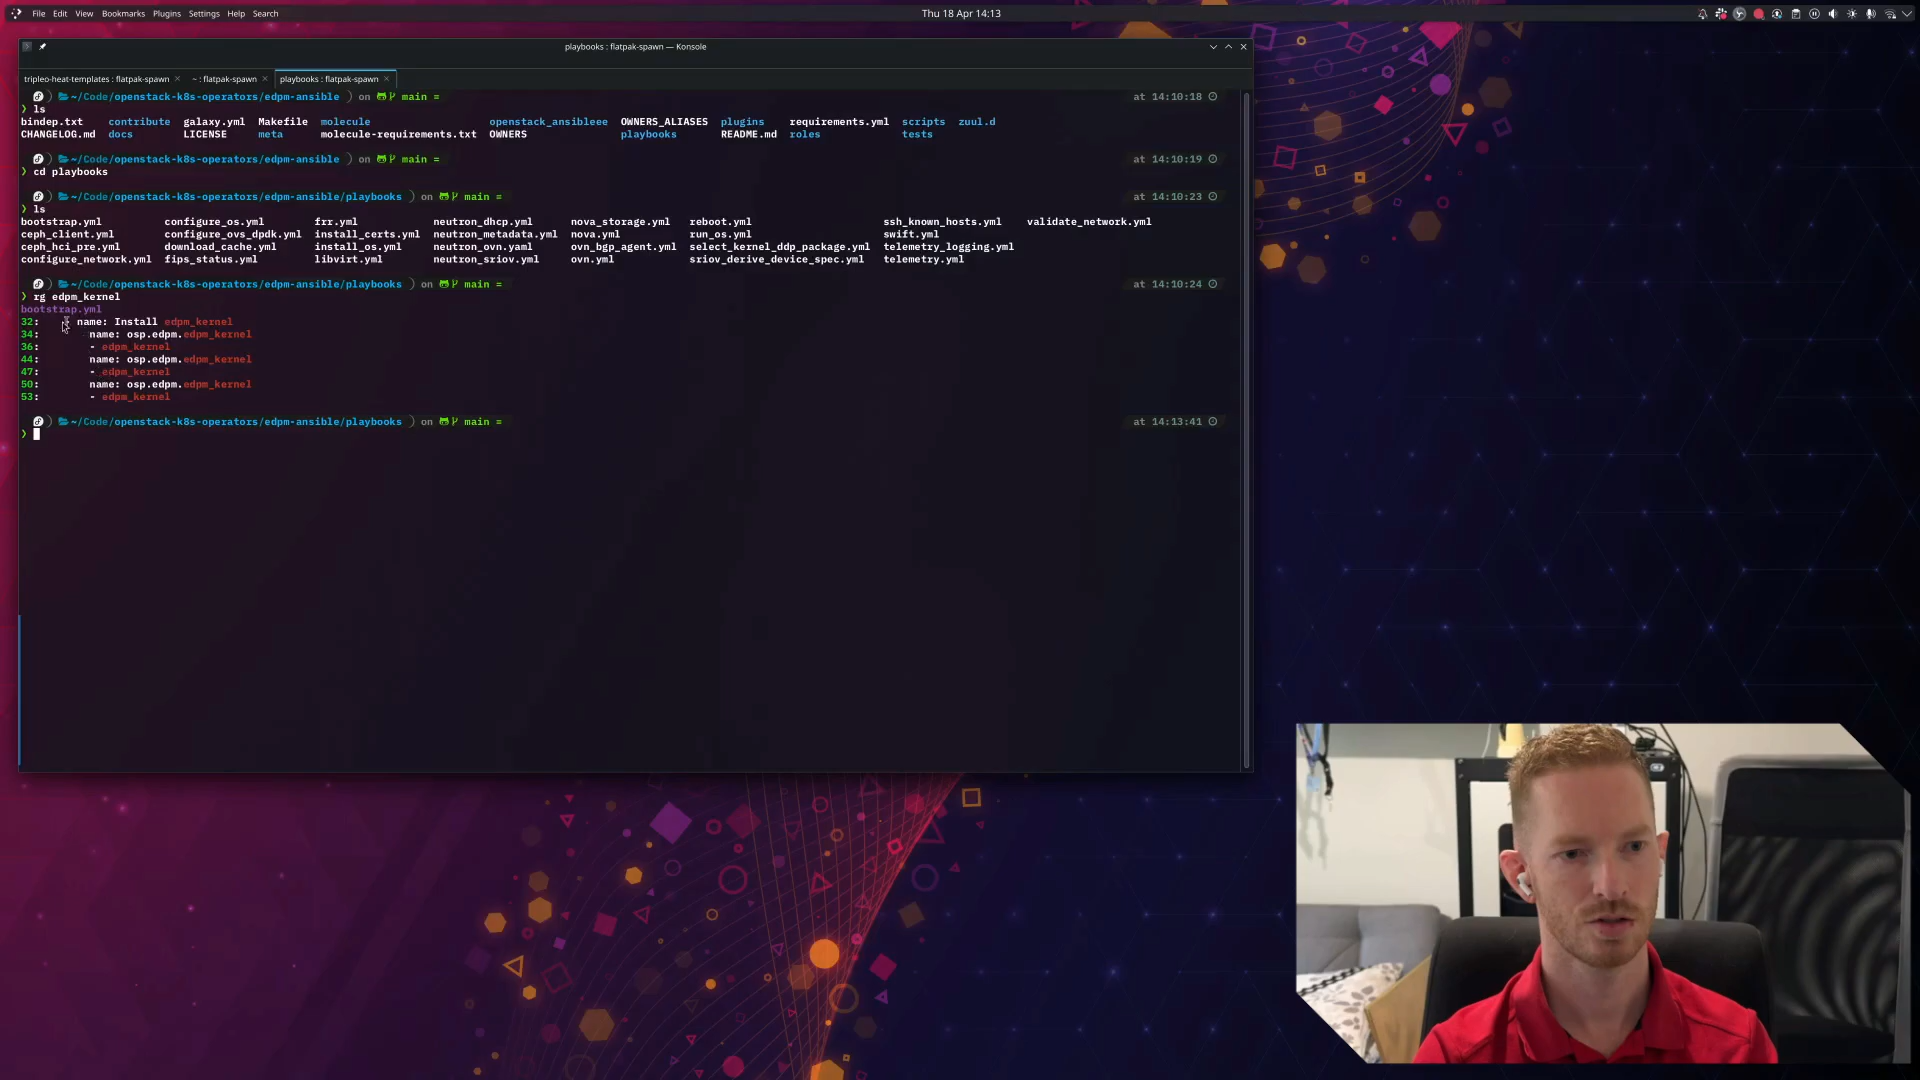 File Edit View Bookmarks Plugins Settings Help Search
Thu 18 Apr 14:13
playbooks : flatpak-spawn — Konsole
tripleo-heat-templates : flatpak-spawn
~ : flatpak-spawn
playbooks : flatpak-spawn
~/Code/openstack-k8s-operators/edpm-ansible ) on main = at 14:10:18
❯ ls
bindep.txt contribute galaxy.yml Makefile molecule openstack_ansibleee OWNERS_ALIASES plugins requirements.yml scripts zuul.d
CHANGELOG.md docs LICENSE meta molecule-requirements.txt OWNERS playbooks README.md roles tests
~/Code/openstack-k8s-operators/edpm-ansible ) on main = at 14:10:19
❯ cd playbooks
~/Code/openstack-k8s-operators/edpm-ansible/playbooks ) on main = at 14:10:23
❯ ls
bootstrap.yml configure_os.yml frr.yml neutron_dhcp.yml nova_storage.yml reboot.yml ssh_known_hosts.yml validate_network.yml
ceph_client.yml configure_ovs_dpdk.yml install_certs.yml neutron_metadata.yml nova.yml run_os.yml swift.yml
ceph_hci_pre.yml download_cache.yml install_os.yml neutron_ovn.yaml ovn_bgp_agent.yml select_kernel_ddp_package.yml telemetry_logging.yml
configure_network.yml fips_status.yml libvirt.yml neutron_sriov.yml ovn.yml sriov_derive_device_spec.yml telemetry.yml
~/Code/openstack-k8s-operators/edpm-ansible/playbooks ) on main = at 14:10:24
❯ rg edpm_kernel
bootstrap.yml
32: - name: Install edpm_kernel
34: name: osp.edpm.edpm_kernel
36: - edpm_kernel
44: name: osp.edpm.edpm_kernel
47: - edpm_kernel
50: name: osp.edpm.edpm_kernel
53: - edpm_kernel
~/Code/openstack-k8s-operators/edpm-ansible/playbooks ) on main = at 14:13:41
❯